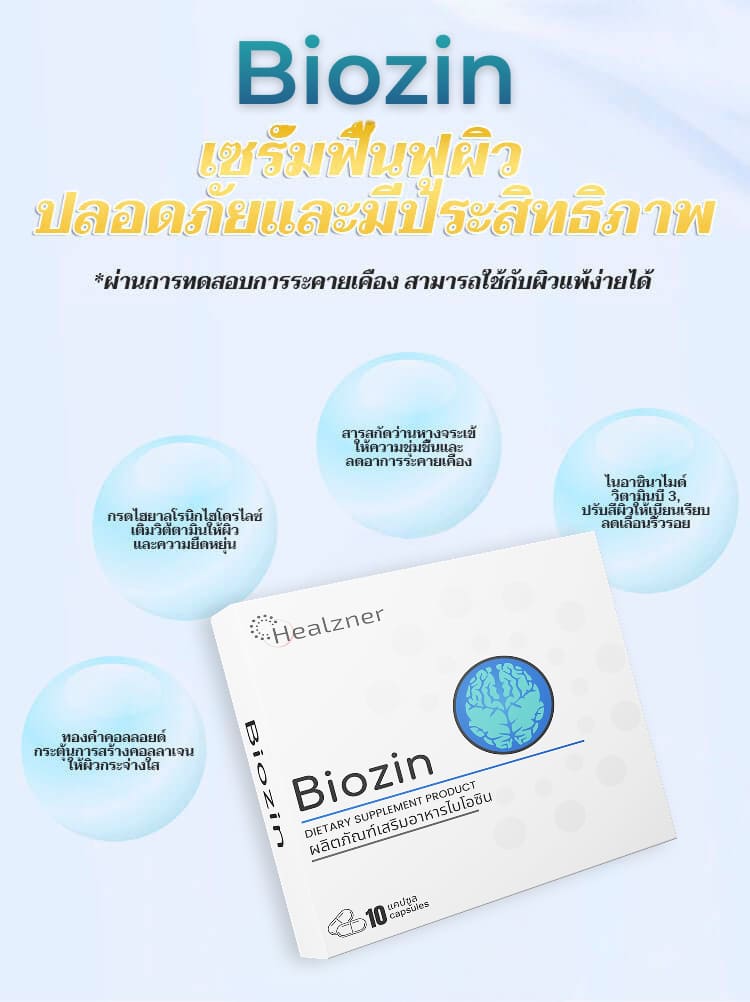 Biozin
เซรั่มฟื้นฟูผิว
ปลอดภัยและมีประสิทธิภาพ
*ผ่านการทดสอบการระคายเคือง สามารถใช้กับผิวแพ้ง่ายได้
สารสกัดว่านหางจระเข้
ให้ความชุ่มชื้นและ
ลดอาการระคายเคือง
ไนอาซินาไมด์
วิตามินบี 3,
ปรับสีผิวให้เนียนเรียบ
ลดเลือนริ้วรอย
กรดไฮยาลูโรนิกไฮโดรไลซ์
เติมวิตตามินให้ผิว
และความยืดหยุ่น
ทองคำคอลลอยด์
กระตุ้นการสร้างคอลลาเจน
ให้ผิวกระจ่างใส
Healzner
Biozin
Biozin
DIETARY SUPPLEMENT PRODUCT
ผลิตภัณฑ์เสริมอาหารไบโอซิน
10 แคปซูล
capsules